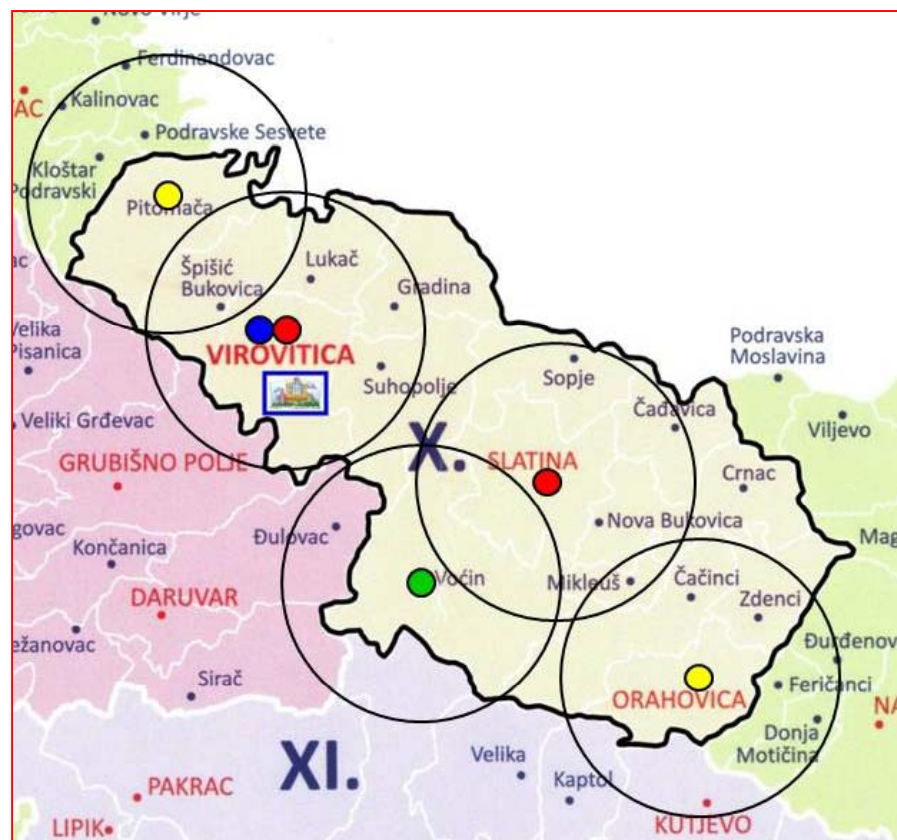 Novo Virje
Ferdinandovac
Kalinovac
Podravske Sesvete
Kloštar
Podravski
Pitomača
Lukač
Špišić
Bukovica
Gradina
VIROVITICA
Suhopolje
Velika
Pisanica
Veliki Grđevac
GRUBIŠNO POLJE
Podravska
Moslavina
Sopje
Čađavica
Viljevo
X.
SLATINA
Crnac
Nova Bukovica
Đulovac
Končanica
Voćin
Mikleuš
Čačinci
Zdenci
DARUVAR
Sirač
ORAHOVICA
Feričanci
Donja
Motičina
XI.
Velika
Kaptol
PAKRAC
LIPIK
KUTJEVO